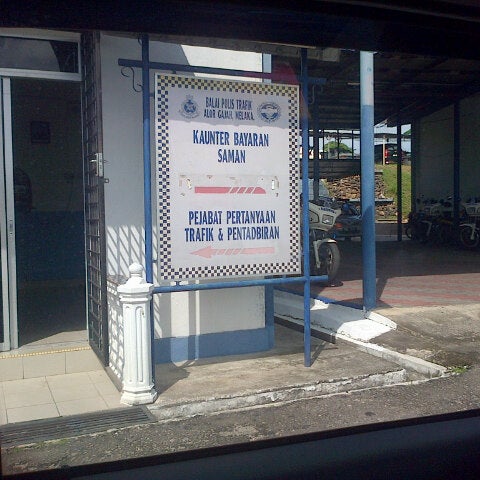 BALAI POLIS TRAFIK
ALOR GAJAH, MELAKA.
KAUNTER BAYARAN
SAMAN
PEJABAT PERTANYAAN
TRAFIK & PENTADBIRAN